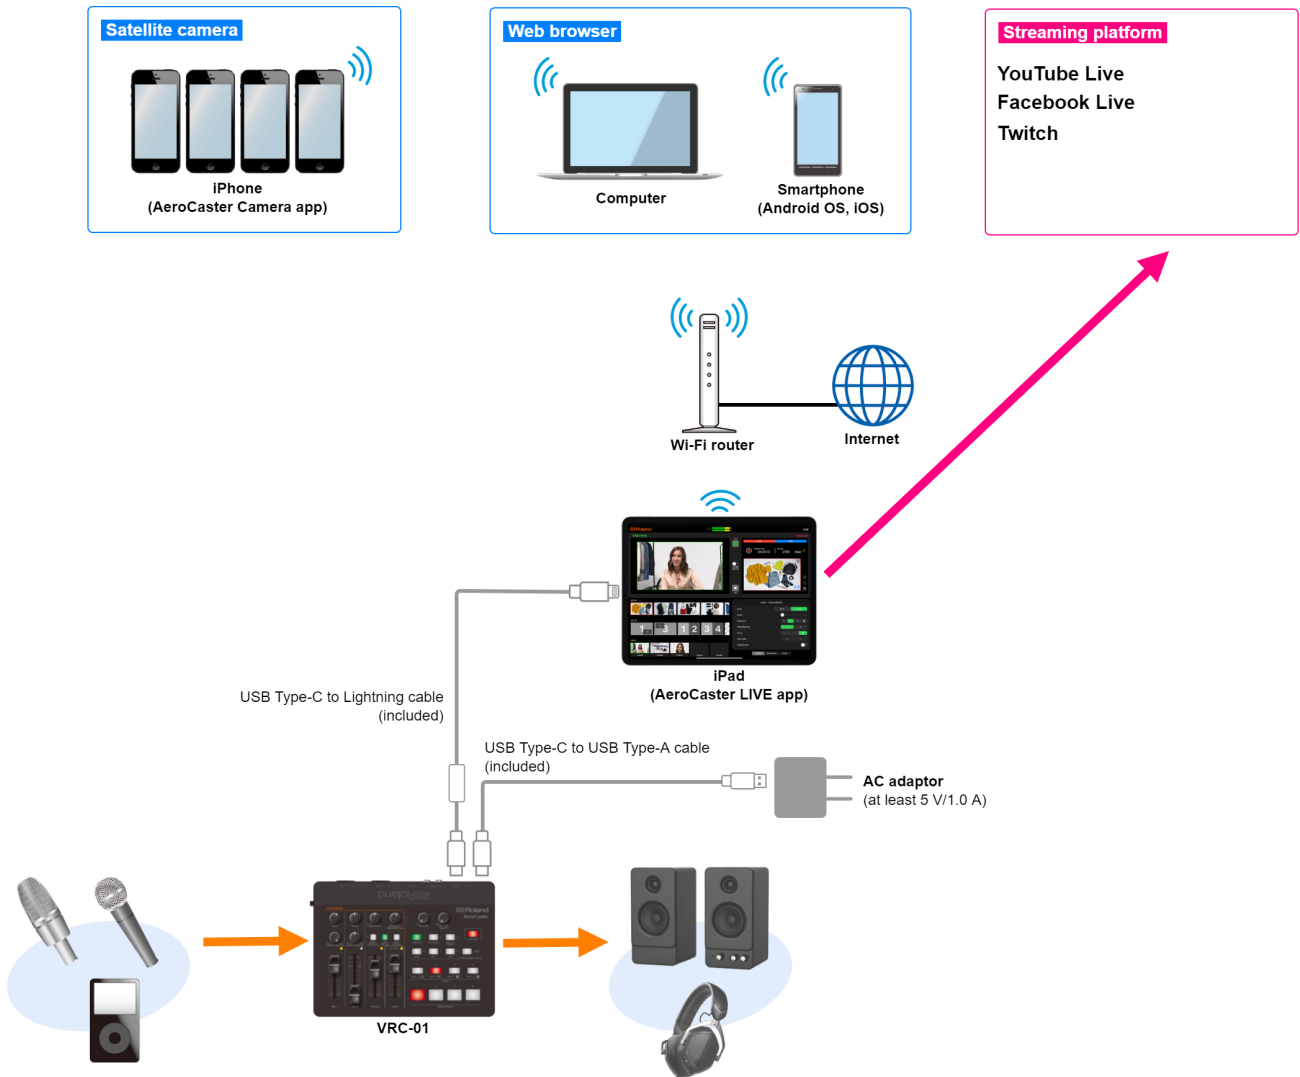 Satellite camera
iPhone
(AeroCaster Camera app)
Web browser
Computer
Smartphone
(Android OS, iOS)
Streaming platform
YouTube Live
Facebook Live
Twitch
Wi-Fi router
Internet
iPad
(AeroCaster LIVE app)
USB Type-C to Lightning cable
(included)
USB Type-C to USB Type-A cable
(included)
AC adaptor
(at least 5 V/1.0 A)
Roland
AeroCaster
VRC-01